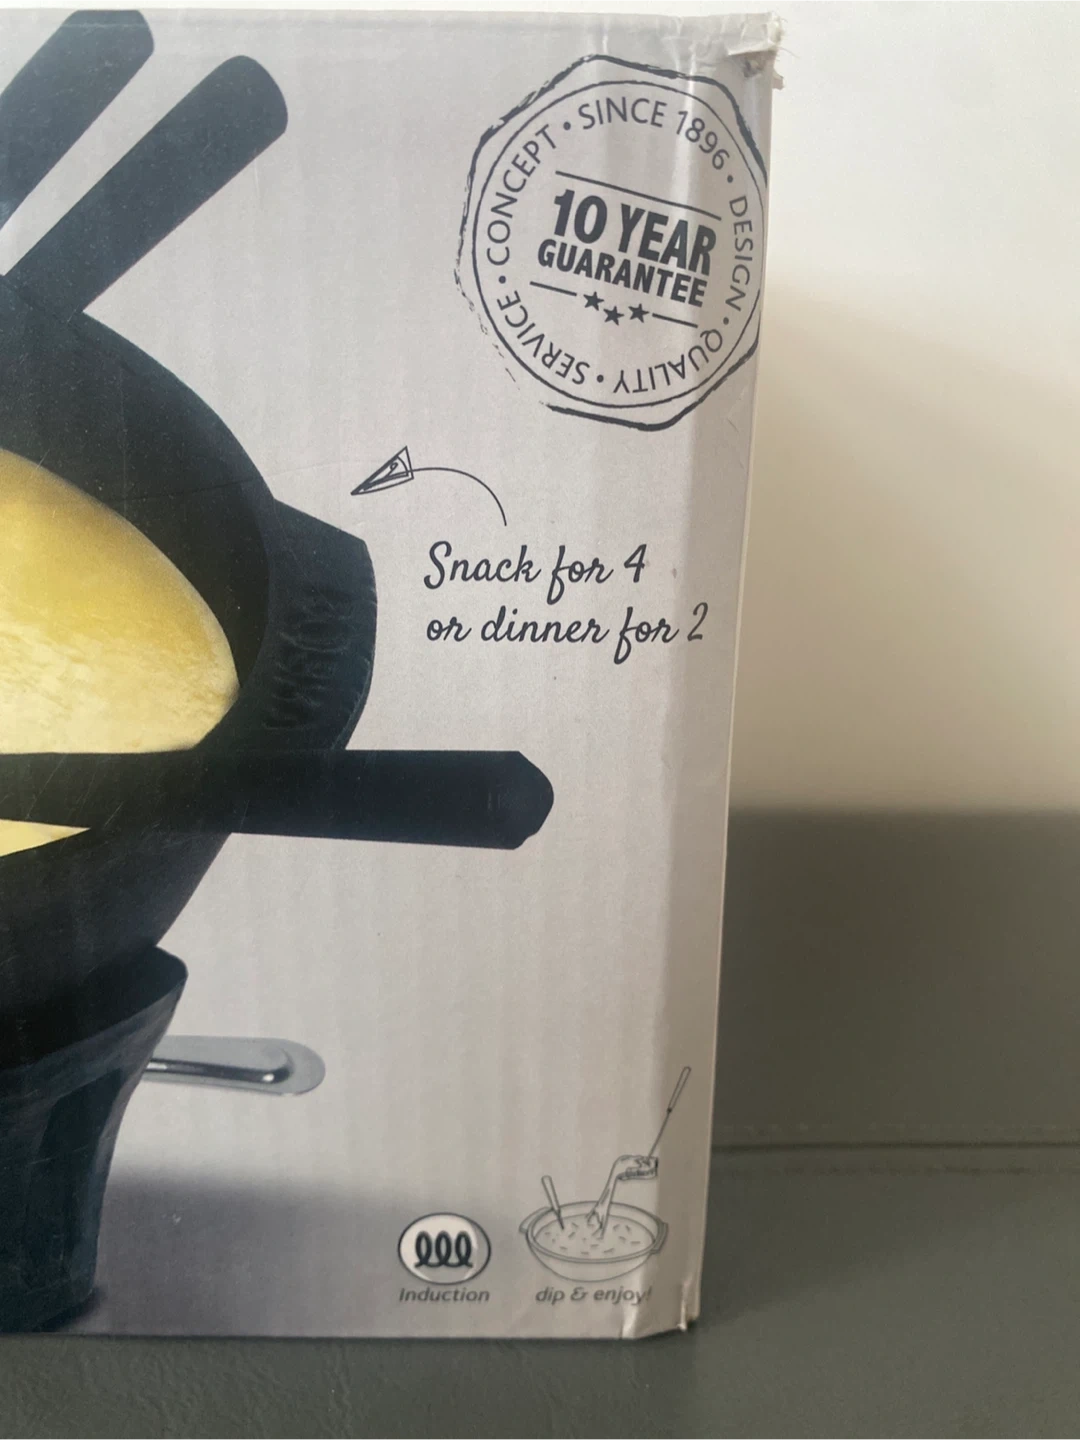 CONCEPT • SINCE 1896 • DESIGN • QUALITY • SERVICE •
10 YEAR
GUARANTEE
Snack for 4
or dinner for 2
Induction
dip & enjoy!